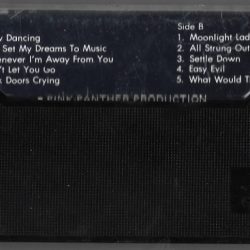 Dancing
Set My Dreams To Music
I'm Away From You
Let You Go
Doors Crying
Side B
1. Moonlight Lad
2. All Strung Out
3. Settle Down
4. Easy Evil
5. What Would T
PINK PANTHER PRODUCTION